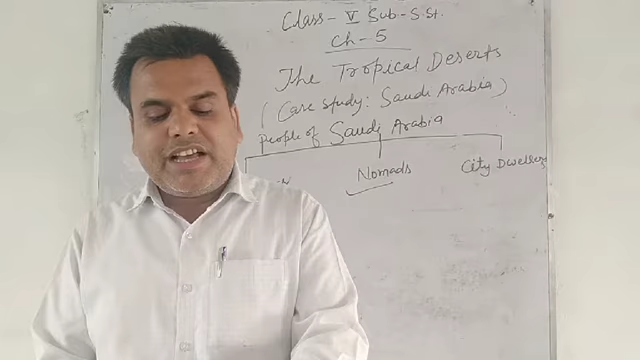 Class - V Sub.- S.St.
Ch - 5
The Tropical Deserts
(Case study: Saudi Arabia)
People of Saudi Arabia
Nomads City Dwellers